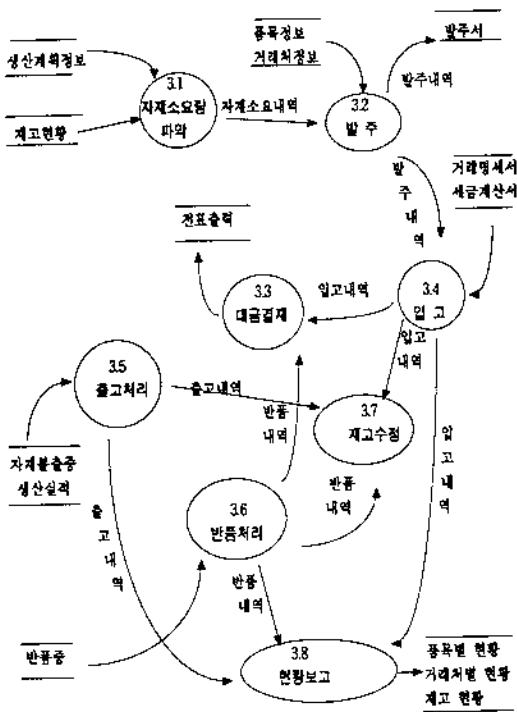 생산계획정보
재고현황
3.1
자재소요량
파악
자재소요내역
품목정보
거래처정보
3.2
발 주
발주서
발주내역
발주내역
거래명세서
세금계산서
전표출력
3.3
대금결재
입고내역
3.4
입 고
입고
내역
3.5
출고처리
출고내역
반품
내역
3.7
재고수정
입고내역
자재불출증
생산실적
출고내역
3.6
반품처리
반품
내역
반품
내역
반품증
3.8
현황보고
품목별 현황
거래처별 현황
재고 현황